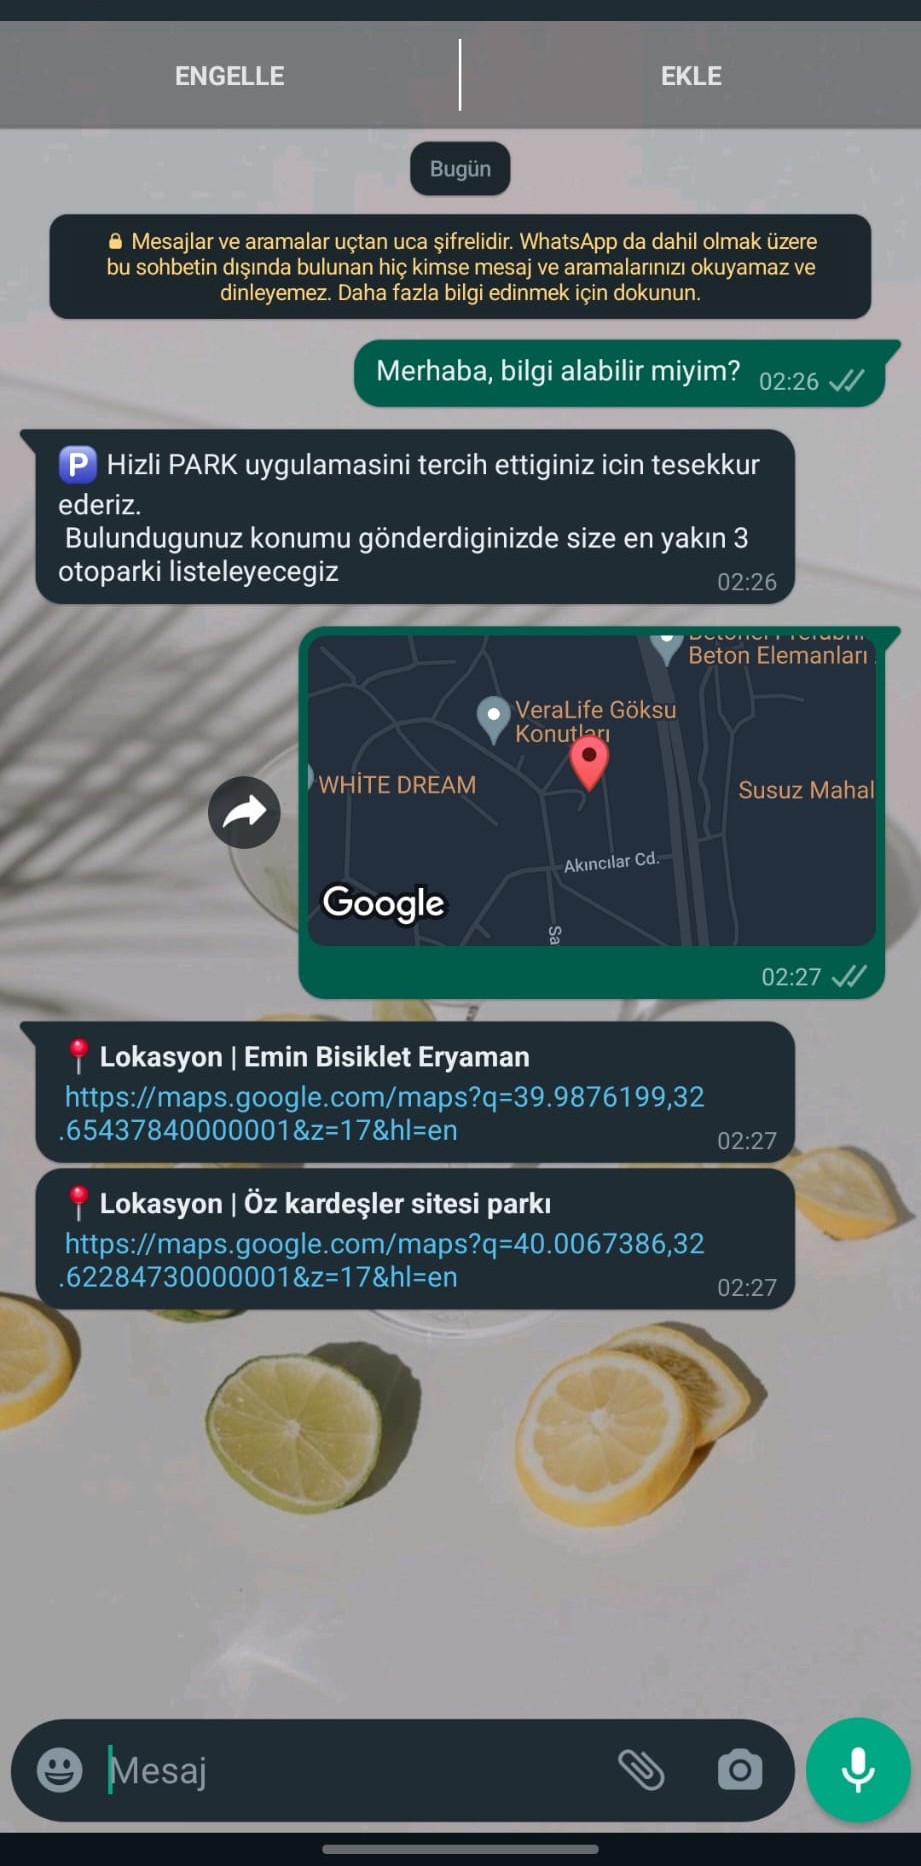 ENGELLE
EKLE
Bugün
Mesajlar ve aramalar uçtan uca şifrelidir. WhatsApp da dahil olmak üzere
bu sohbetin dışında bulunan hiç kimse mesaj ve aramalarınızı okuyamaz ve
dinleyemez. Daha fazla bilgi edinmek için dokunun.
Merhaba, bilgi alabilir miyim? 02:26
P Hizli PARK uygulamasini tercih ettiginiz icin tesekkur
ederiz.
Bulundugunuz konumu gönderdiginizde size en yakın 3
otoparki listeleyecegiz
02:26
Beton Elemanları
VeraLife Göksu
Konutları
WHİTE DREAM
Susuz Mahal
Akıncılar Cd.
Google
Sa
02:27
Lokasyon | Emin Bisiklet Eryaman
https://maps.google.com/maps?q=39.9876199,32
.65437840000001&z=17&hl=en
02:27
Lokasyon | Öz kardeşler sitesi parkı
https://maps.google.com/maps?q=40.0067386,32
.62284730000001&z=17&hl=en
02:27
Mesaj